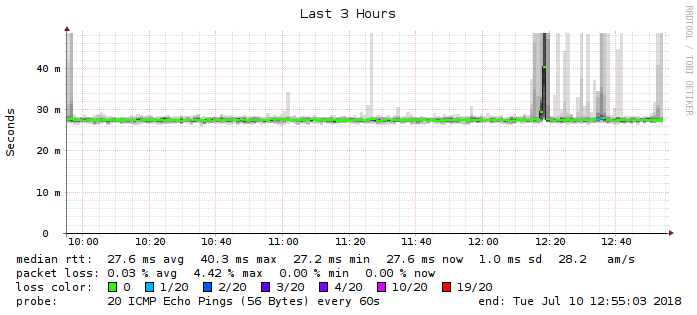 Last 3 Hours
RRDTOOL / TOBI OETIKER
Seconds
40 m
30 m
20 m
10 m
0
10:00 10:20 10:40 11:00 11:20 11:40 12:00 12:20 12:40
median rtt: 27.6 ms avg 40.3 ms max 27.2 ms min 27.6 ms now 1.0 ms sd 28.2 am/s
packet loss: 0.03 % avg 4.42 % max 0.00 % min 0.00 % now
loss color: 0 1/20 2/20 3/20 4/20 10/20 19/20
probe: 20 ICMP Echo Pings (56 Bytes) every 60s end: Tue Jul 10 12:55:03 2018